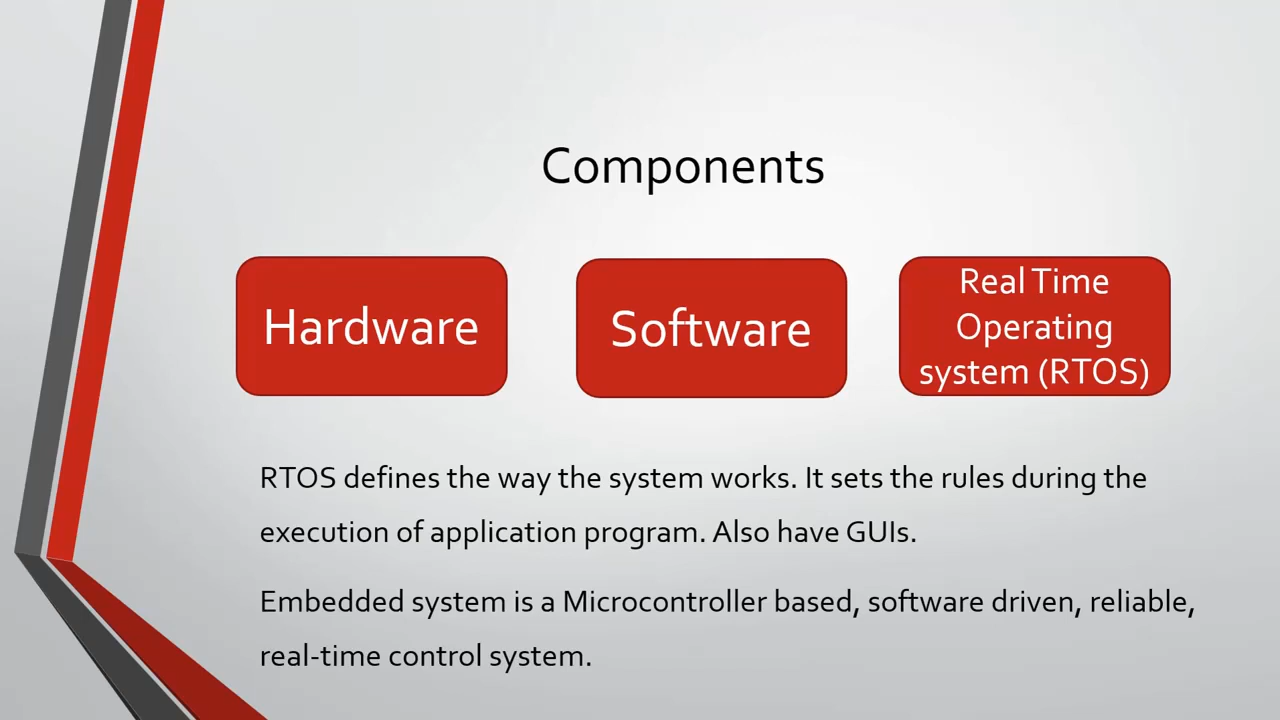 Components
Hardware
Software
Real Time
Operating
system (RTOS)
RTOS defines the way the system works. It sets the rules during the
execution of application program. Also have GUIs.
Embedded system is a Microcontroller based, software driven, reliable,
real-time control system.